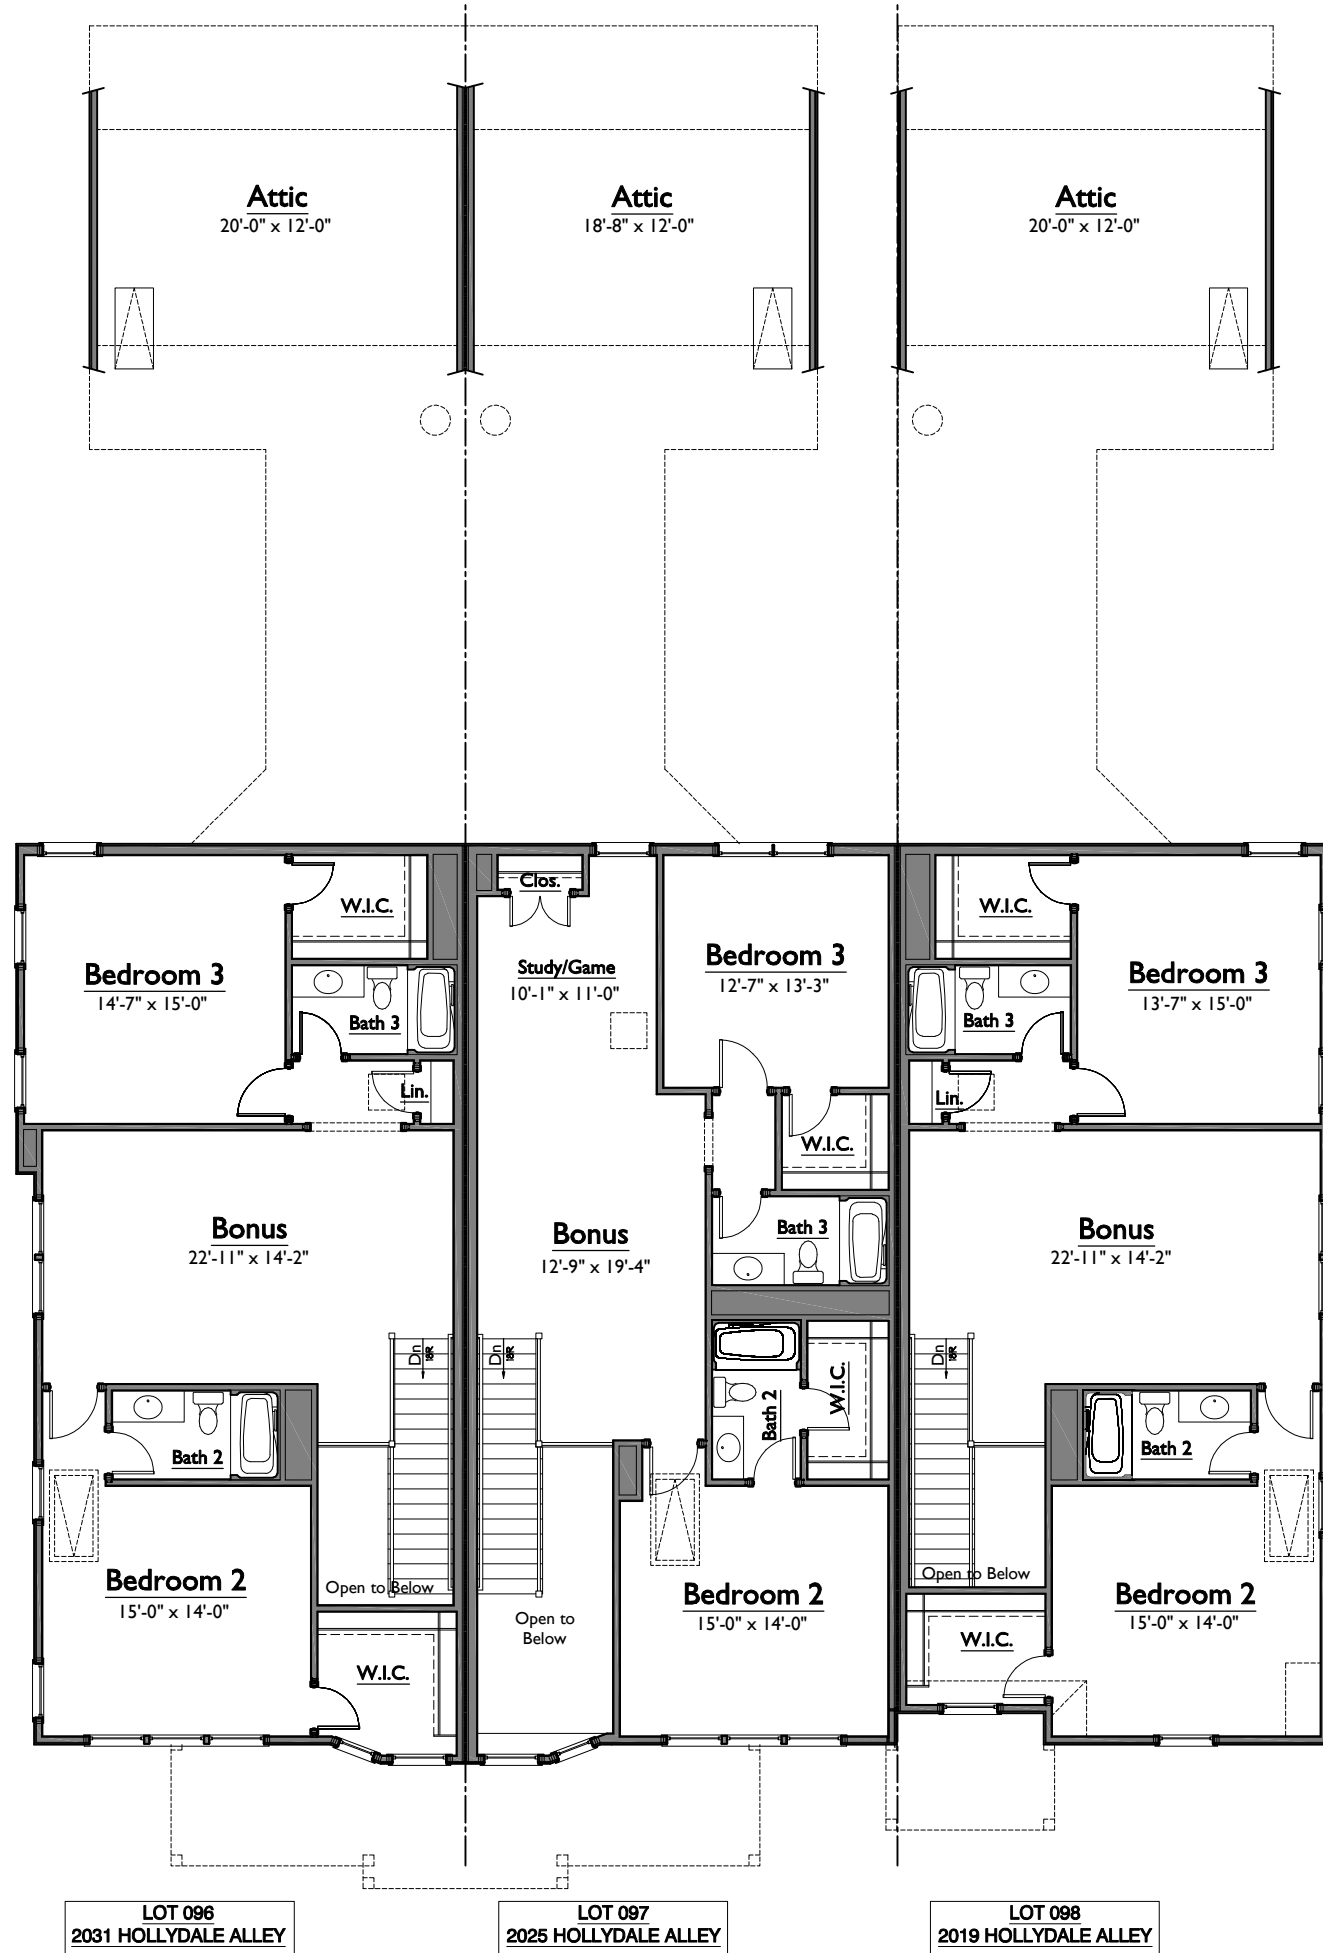 Attic
20'-0" x 12'-0"
Attic
18'-8" x 12'-0"
Attic
20'-0" x 12'-0"
W.I.C.
Bedroom 3
14'-7" x 15'-0"
Bath 3
Lin.
Bonus
22'-11" x 14'-2"
Dn
18R
Bath 2
Bedroom 2
15'-0" x 14'-0"
Open to Below
W.I.C.
Clos.
Study/Game
10'-1" x 11'-0"
Bedroom 3
12'-7" x 13'-3"
W.I.C.
Bath 3
Bonus
12'-9" x 19'-4"
Dn
18R
Bath 2
W.I.C.
Bedroom 2
15'-0" x 14'-0"
Open to
Below
W.I.C.
Bedroom 3
13'-7" x 15'-0"
Bath 3
Lin.
Bonus
22'-11" x 14'-2"
Dn
18R
Bath 2
Open to Below
Bedroom 2
15'-0" x 14'-0"
W.I.C.
LOT 096
2031 HOLLYDALE ALLEY
LOT 097
2025 HOLLYDALE ALLEY
LOT 098
2019 HOLLYDALE ALLEY